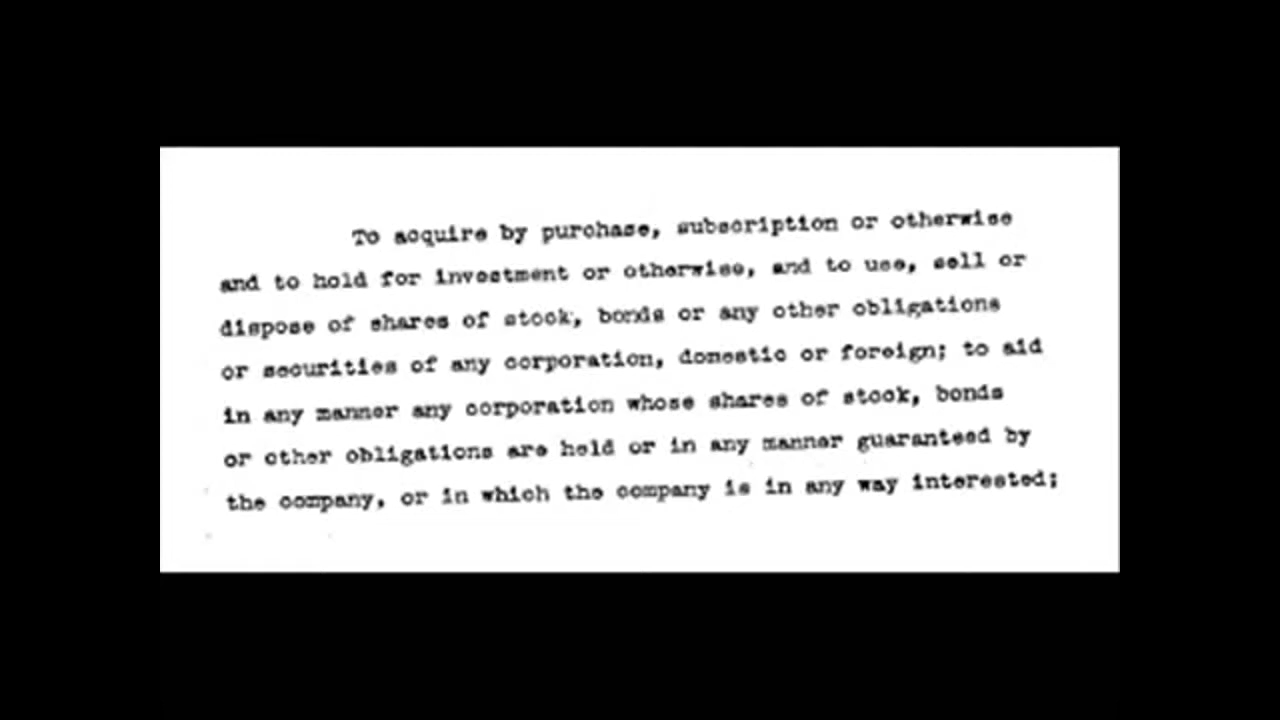 To acquire by purchase, subscription or otherwise
and to hold for investment or otherwise, and to use, sell or
dispose of shares of stock, bonds or any other obligations
or securities of any corporation, domestic or foreign; to aid
in any manner any corporation whose shares of stock, bonds
or other obligations are held or in any manner guaranteed by
the company, or in which the company is in any way interested;